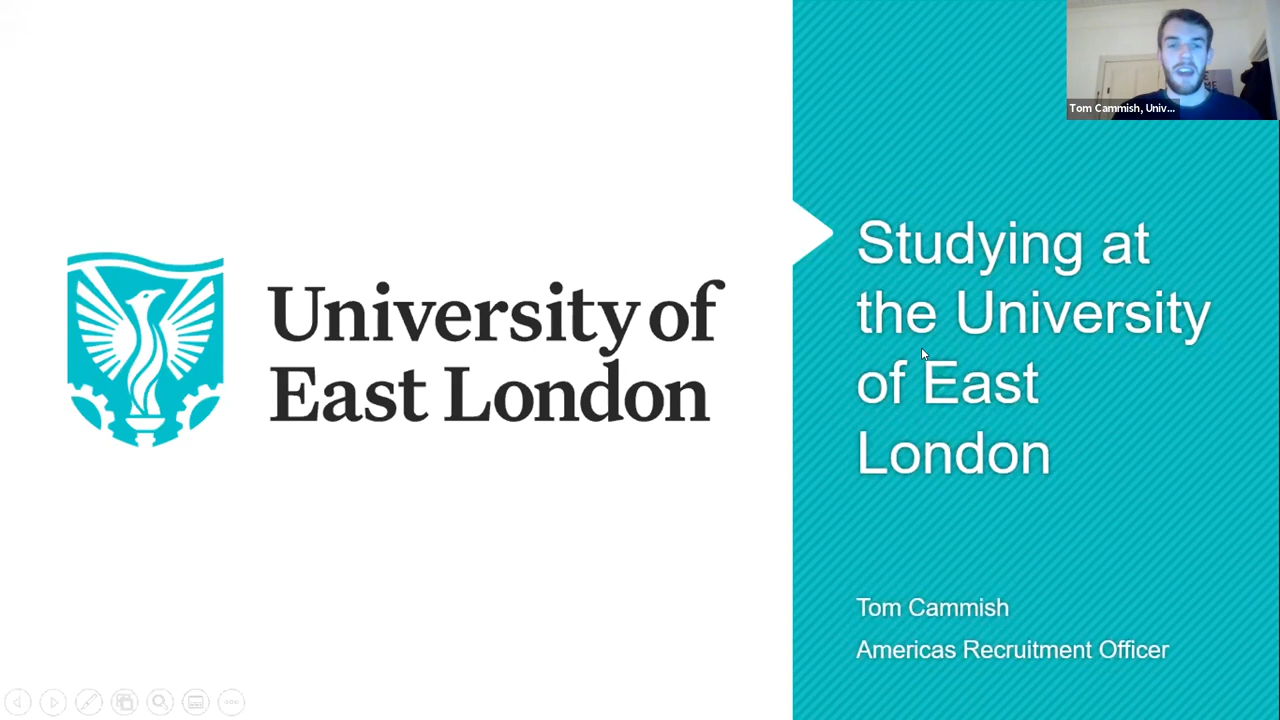 Tom Cammish, Univ...
University of
East London
Studying at
the University
of East
London
Tom Cammish
Americas Recruitment Officer